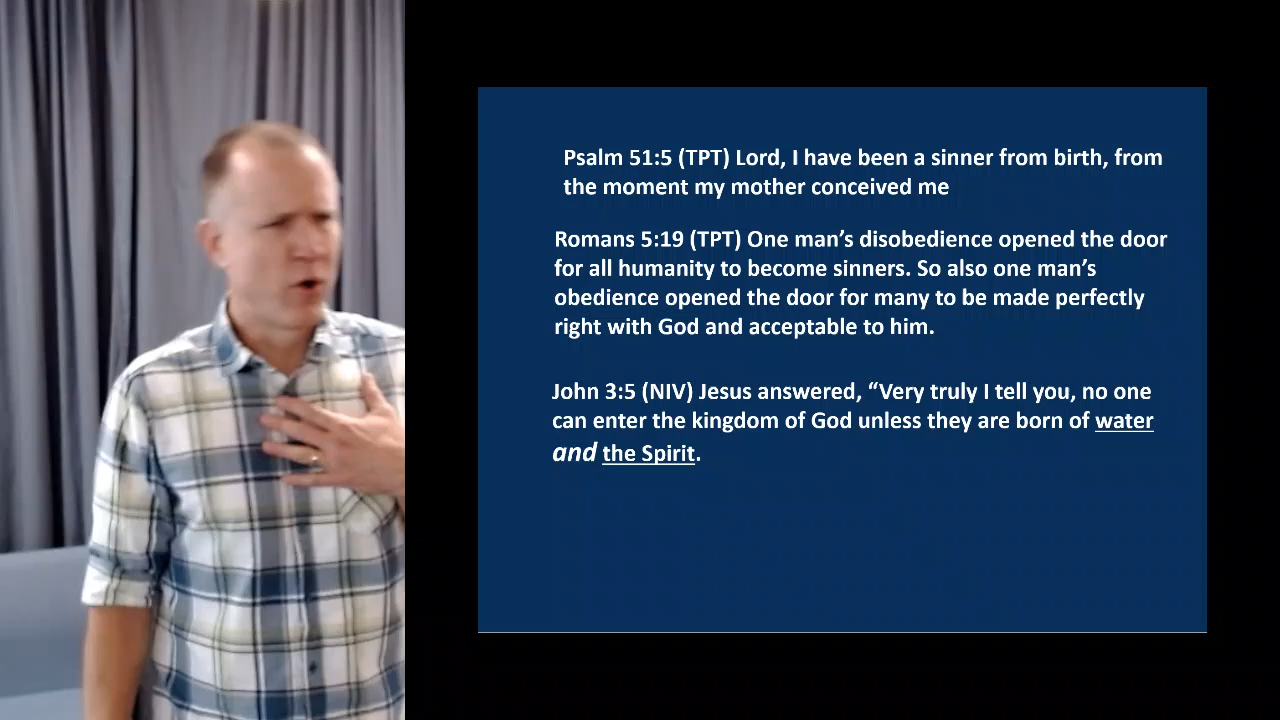 Psalm 51:5 (TPT) Lord, I have been a sinner from birth, from
the moment my mother conceived me
Romans 5:19 (TPT) One man’s disobedience opened the door
for all humanity to become sinners. So also one man’s
obedience opened the door for many to be made perfectly
right with God and acceptable to him.
John 3:5 (NIV) Jesus answered, “Very truly I tell you, no one
can enter the kingdom of God unless they are born of water
and the Spirit.